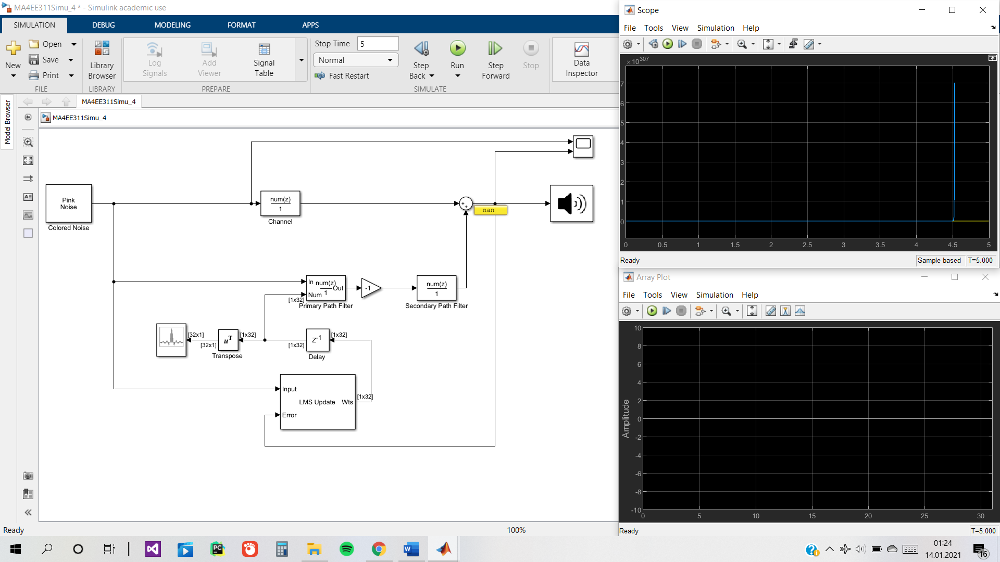 MA4EE311Simu_4 * - Simulink academic use
SIMULATION DEBUG MODELING FORMAT APPS
New
Open
Save
Print
FILE
Library
Browser
LIBRARY
Log
Signals
Add
Viewer
Signal
Table
PREPARE
Stop Time 5
Normal
Fast Restart
Step
Back
Run
Step
Forward
Stop
SIMULATE
Data
Inspector
Model Browser
MA4EE311Simu_4
MA4EE311Simu_4
Pink
Noise
Colored Noise
num(z)
1
Channel
+
+
nan
In
Num
num(z)
1
Out
[1x32]
Primary Path Filter
-1
num(z)
1
Secondary Path Filter
[32x1]
[32x1]
uT
[1x32]
Transpose
[1x32]
Z-1
[1x32]
Delay
Input
LMS Update
Wts
Error
[1x32]
Ready
100%
Scope
File Tools View Simulation Help
×10307
7
6
5
4
3
2
1
0
0 0.5 1 1.5 2 2.5 3 3.5 4 4.5 5
Ready
Sample based
T=5.000
Array Plot
File Tools View Simulation Help
Amplitude
10
8
6
4
2
0
-2
-4
-6
-8
-10
0 5 10 15 20 25 30
Ready
T=5.000
PC
W
01:24
14.01.2021
16